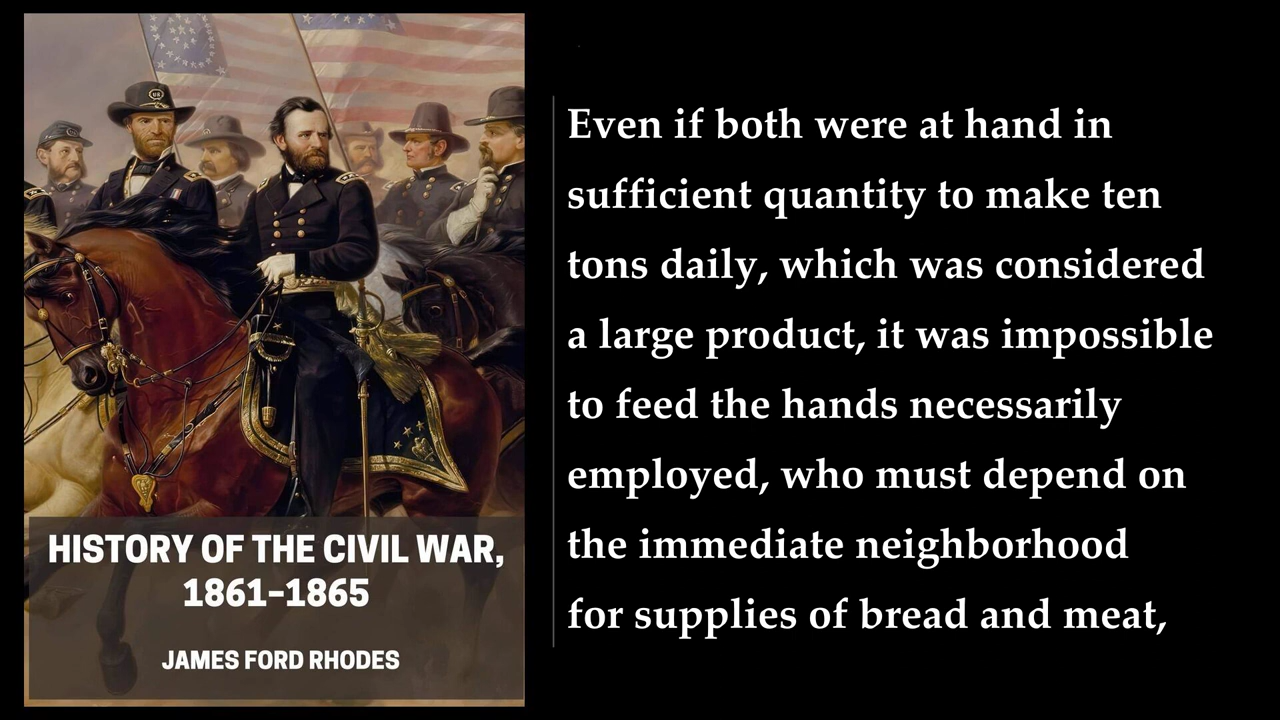 HISTORY OF THE CIVIL WAR,
1861–1865
JAMES FORD RHODES
Even if both were at hand in
sufficient quantity to make ten
tons daily, which was considered
a large product, it was impossible
to feed the hands necessarily
employed, who must depend on
the immediate neighborhood
for supplies of bread and meat,